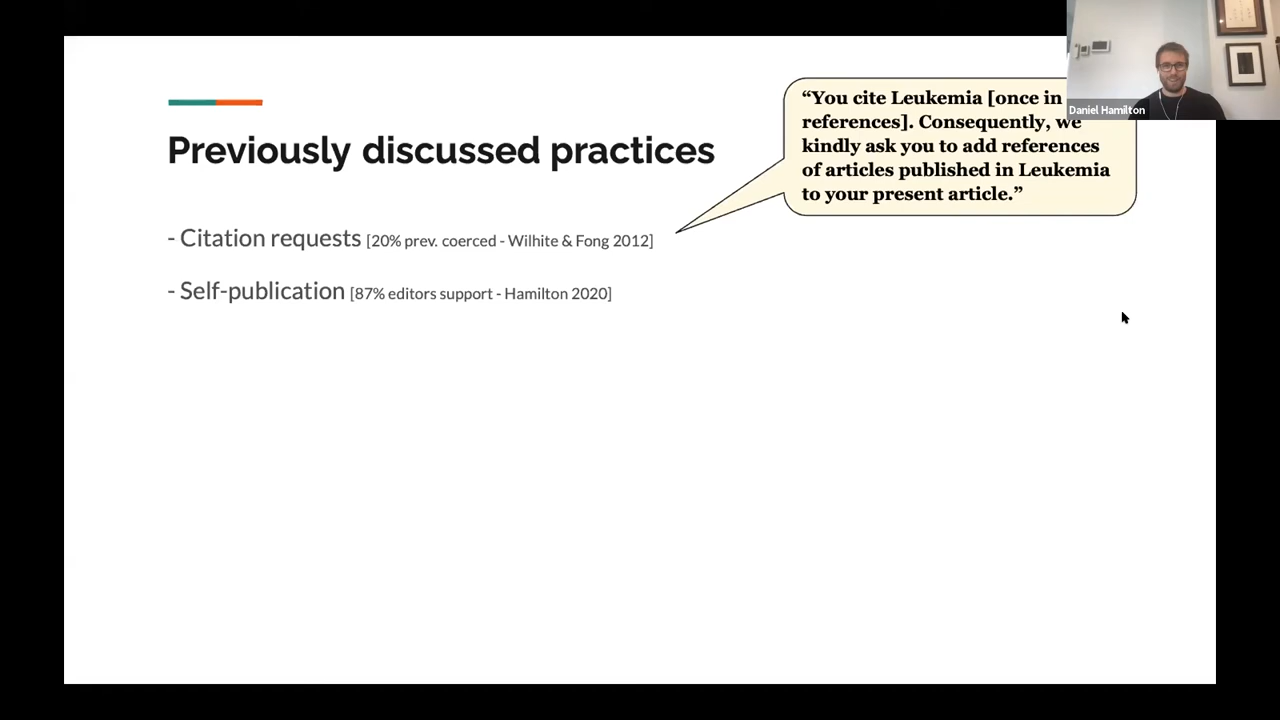 Previously discussed practices
- Citation requests [20% prev. coerced - Wilhite & Fong 2012]
- Self-publication [87% editors support - Hamilton 2020]
“You cite Leukemia [once in
references]. Consequently, we
kindly ask you to add references
of articles published in Leukemia
to your present article.”
Daniel Hamilton